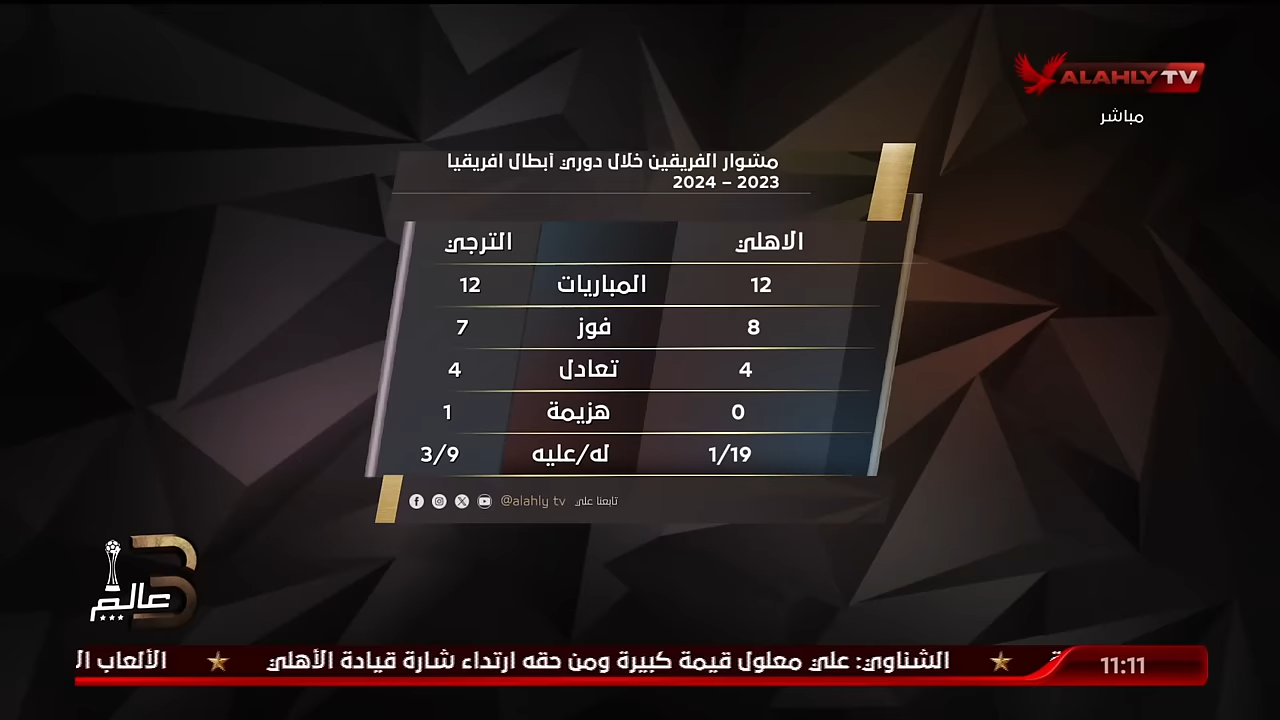 ALAHLY TV
مباشر
مشوار الفريقين خلال دوري أبطال افريقيا
2023 – 2024
الاهلي الترجي
12 المباريات 12
8 فوز 7
4 تعادل 4
0 هزيمة 1
1/19 له/عليه 3/9
تابعنا علي @alahly tv
3 عالم
11:11 ة ★ الشناوي: علي معلول قيمة كبيرة ومن حقه ارتداء شارة قيادة الأهلي ★ الألعاب ال